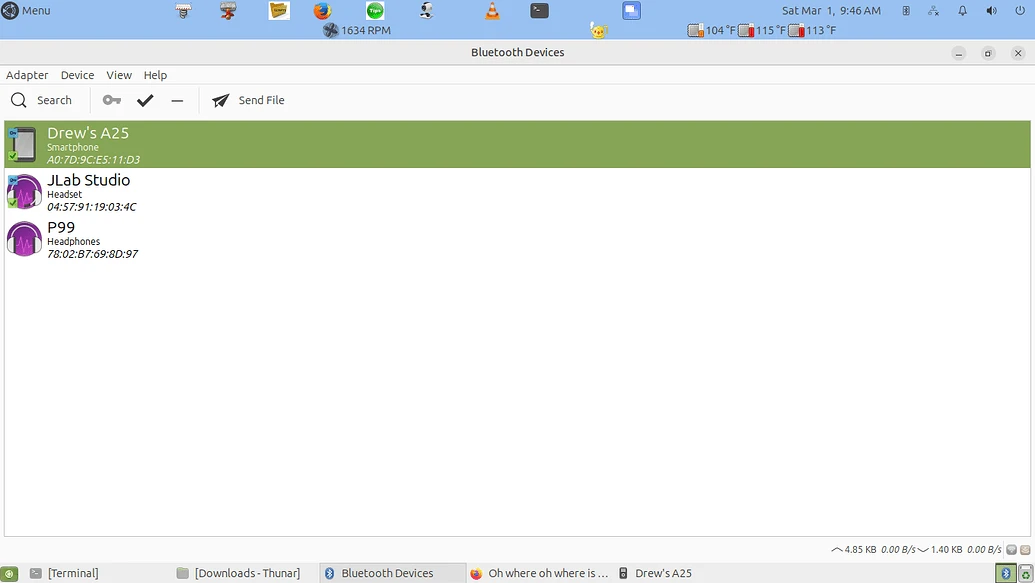 Menu
Sat Mar 1, 9:46 AM
1634 RPM
104 °F 115 °F 113 °F
Bluetooth Devices
Adapter Device View Help
Search Send File
Drew's A25
Smartphone
A0:7D:9C:E5:11:D3
JLab Studio
Headset
04:57:91:19:03:4C
P99
Headphones
78:02:B7:69:8D:97
4.85 KB 0.00 B/s 1.40 KB 0.00 B/s
[Terminal] [Downloads - Thunar] Bluetooth Devices Oh where oh where is ... Drew's A25